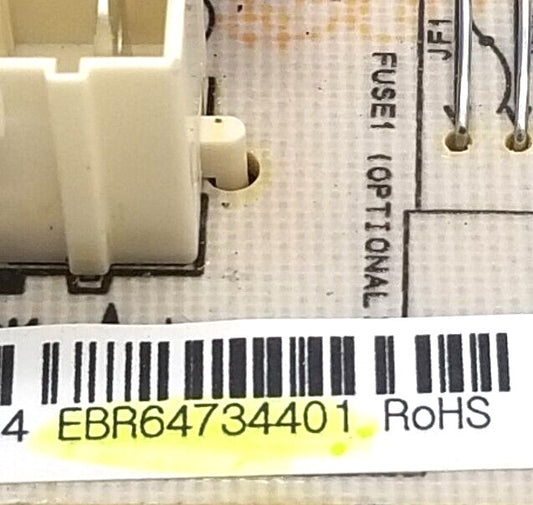 JF1
FUSE1 (OPTIONAL
4 EBR64734401 RoHS